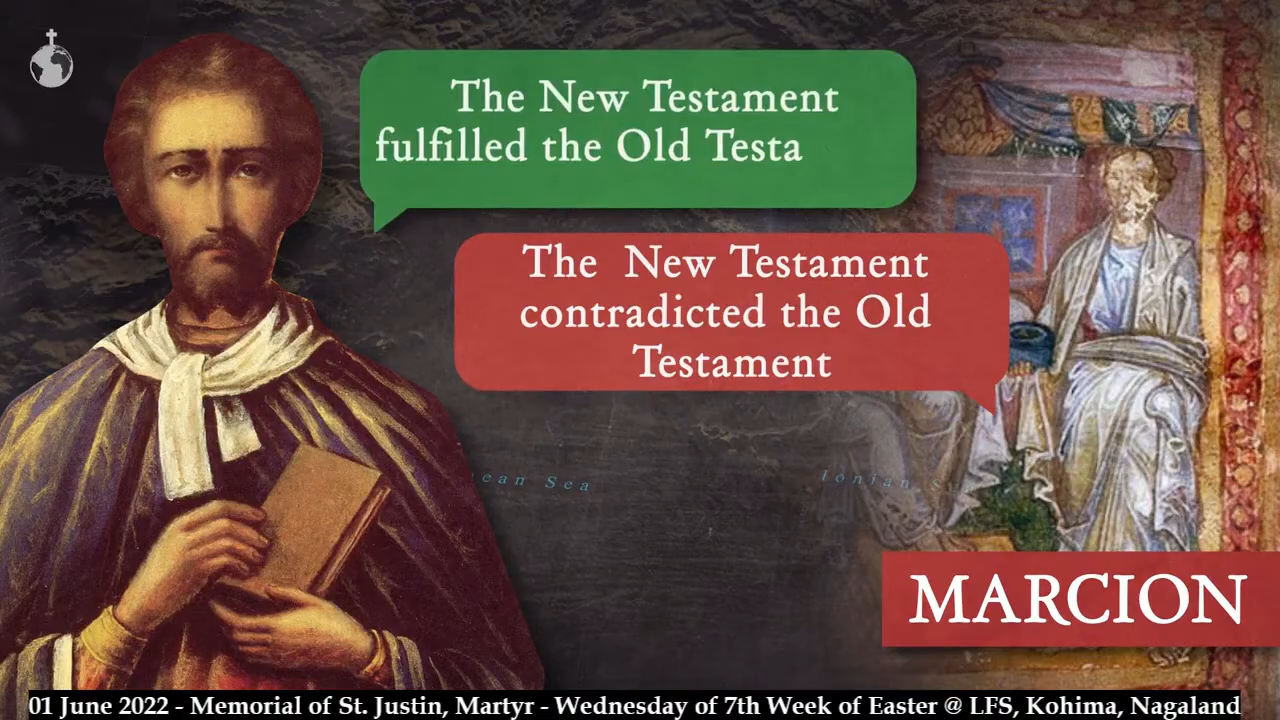 The New Testament
fulfilled the Old Testa
The New Testament
contradicted the Old
Testament
ean Sea
Ionian S
MARCION
01 June 2022 - Memorial of St. Justin, Martyr - Wednesday of 7th Week of Easter @ LFS, Kohima, Nagaland